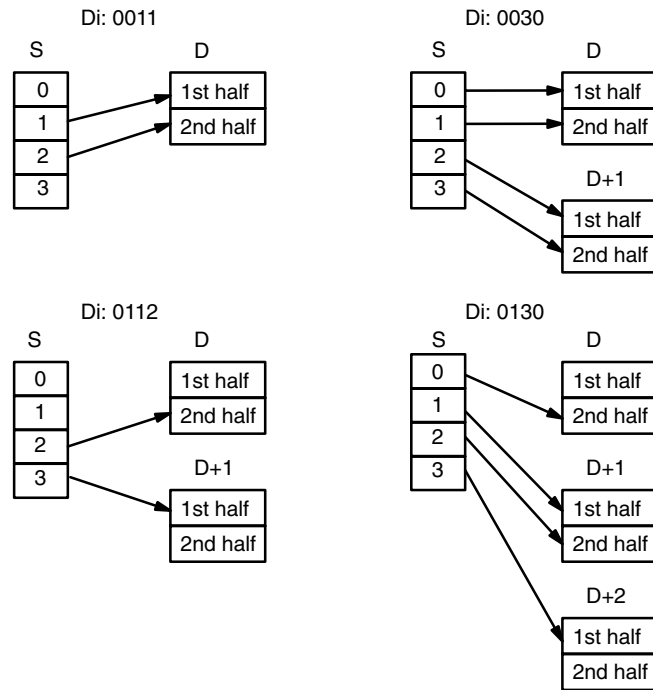 Di: 0011
S D
0
1
2
3
1st half
2nd half
Di: 0030
S D
0
1
2
3
1st half
2nd half
D+1
1st half
2nd half
Di: 0112
S D
0
1
2
3
1st half
2nd half
D+1
1st half
2nd half
Di: 0130
S D
0
1
2
3
1st half
2nd half
D+1
1st half
2nd half
D+2
1st half
2nd half